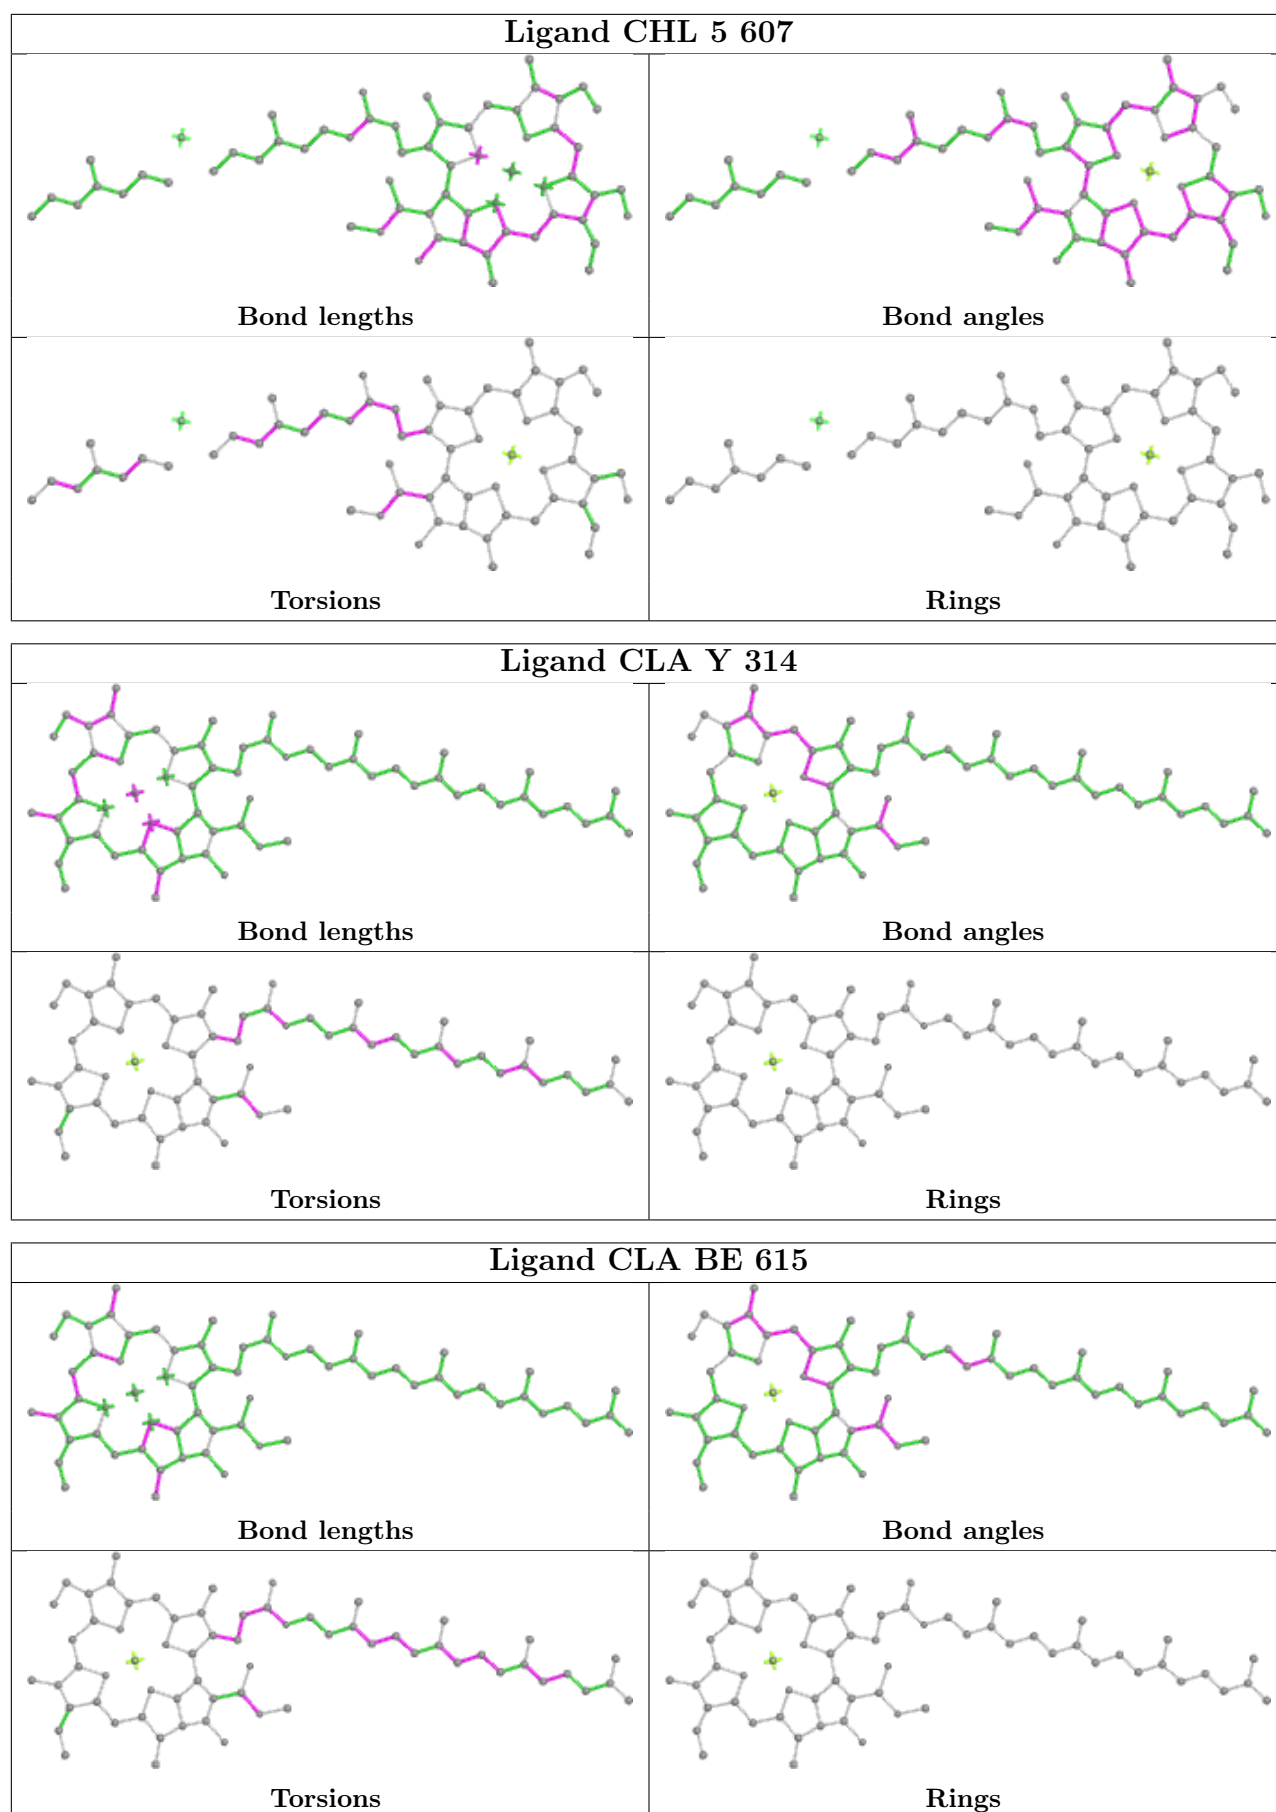 Ligand CHL 5 607
Bond lengths
Bond angles
Torsions
Rings
Ligand CLA Y 314
Bond lengths
Bond angles
Torsions
Rings
Ligand CLA BE 615
Bond lengths
Bond angles
Torsions
Rings